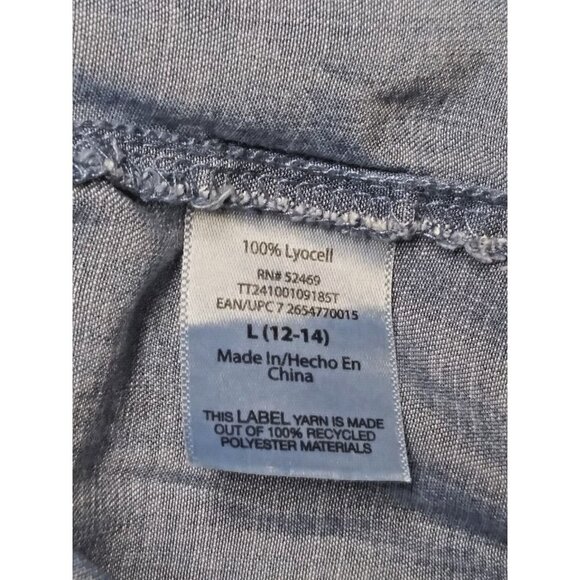 100% Lyocell
RN# 52469
TT24100109185T
EAN/UPC 7 2654770015
L (12-14)
Made In/Hecho En
China
THIS LABEL YARN IS MADE
OUT OF 100% RECYCLED
POLYESTER MATERIALS